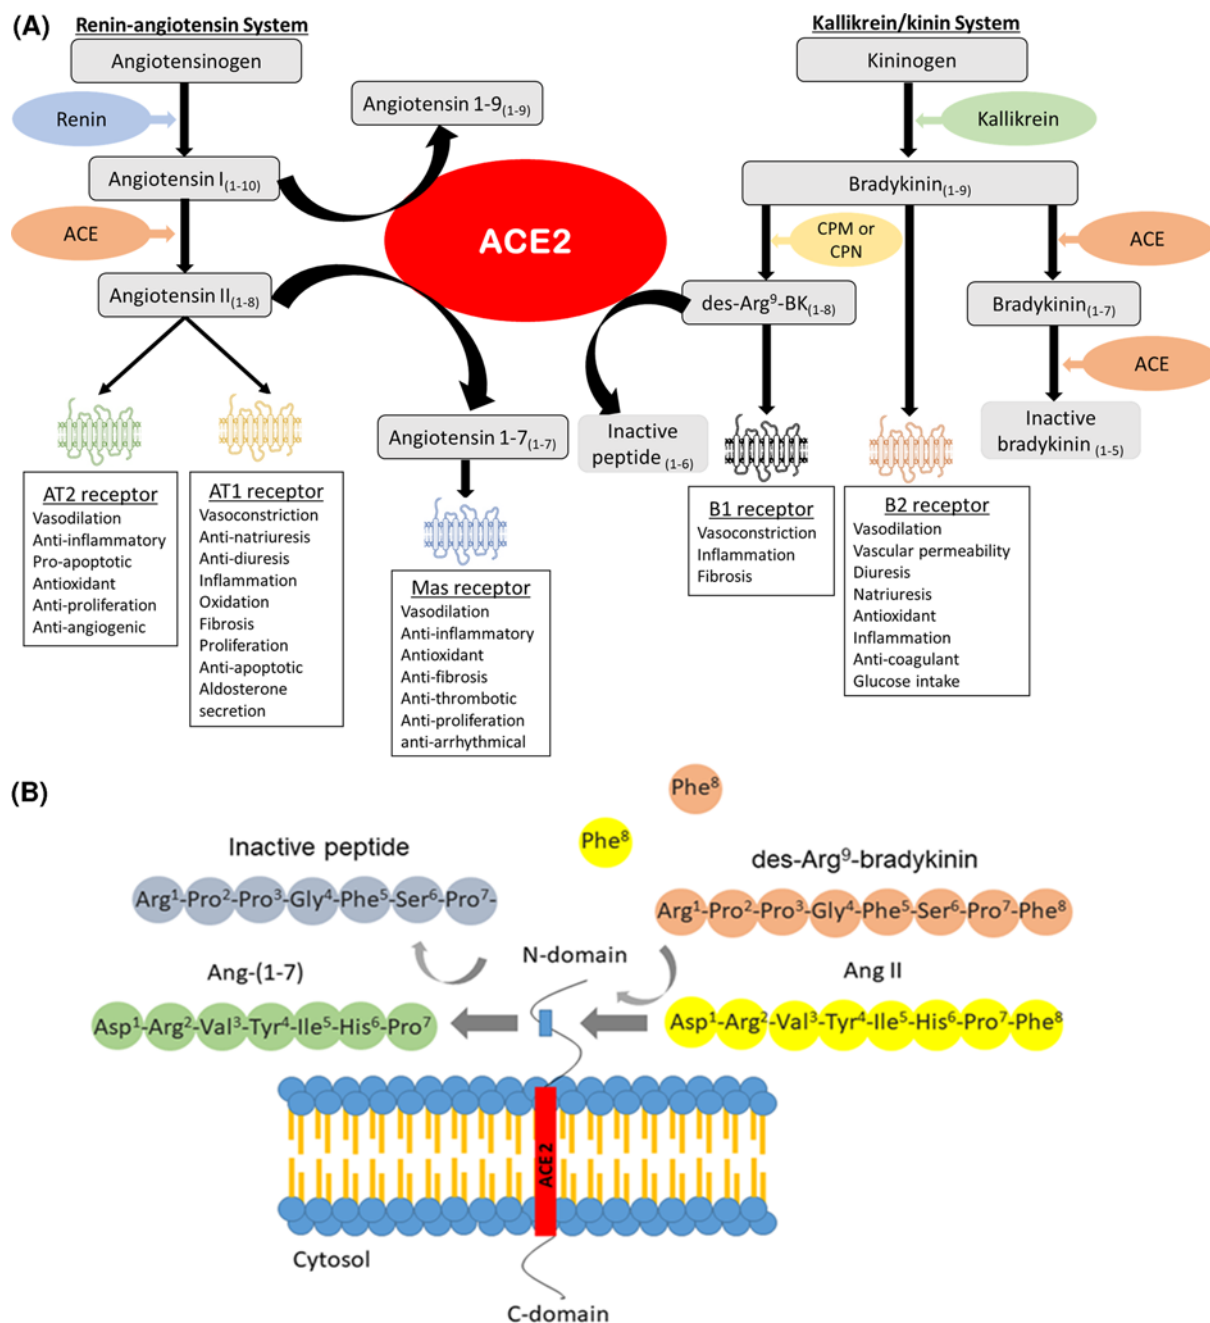 (A)
Renin-angiotensin System
Angiotensinogen
Renin
Angiotensin I(1-10)
ACE
Angiotensin II(1-8)
Angiotensin 1-9(1-9)
ACE2
Angiotensin 1-7(1-7)
AT2 receptor
Vasodilation
Anti-inflammatory
Pro-apoptotic
Antioxidant
Anti-proliferation
Anti-angiogenic
AT1 receptor
Vasoconstriction
Anti-natriuresis
Anti-diuresis
Inflammation
Oxidation
Fibrosis
Proliferation
Anti-apoptotic
Aldosterone
secretion
Mas receptor
Vasodilation
Anti-inflammatory
Antioxidant
Anti-fibrosis
Anti-thrombotic
Anti-proliferation
anti-arrhythmical
Kallikrein/kinin System
Kininogen
Kallikrein
Bradykinin(1-9)
CPM or
CPN
ACE
des-Arg⁹-BK(1-8)
Bradykinin(1-7)
ACE
Inactive
peptide (1-6)
Inactive
bradykinin (1-5)
B1 receptor
Vasoconstriction
Inflammation
Fibrosis
B2 receptor
Vasodilation
Vascular permeability
Diuresis
Natriuresis
Antioxidant
Inflammation
Anti-coagulant
Glucose intake
(B)
Phe⁸
Phe⁸
Inactive peptide
Arg¹-Pro²-Pro³-Gly⁴-Phe⁵-Ser⁶-Pro⁷-
des-Arg⁹-bradykinin
Arg¹-Pro²-Pro³-Gly⁴-Phe⁵-Ser⁶-Pro⁷-Phe⁸
N-domain
Ang-(1-7)
Asp¹-Arg²-Val³-Tyr⁴-Ile⁵-His⁶-Pro⁷
Ang II
Asp¹-Arg²-Val³-Tyr⁴-Ile⁵-His⁶-Pro⁷-Phe⁸
ACE 2
Cytosol
C-domain